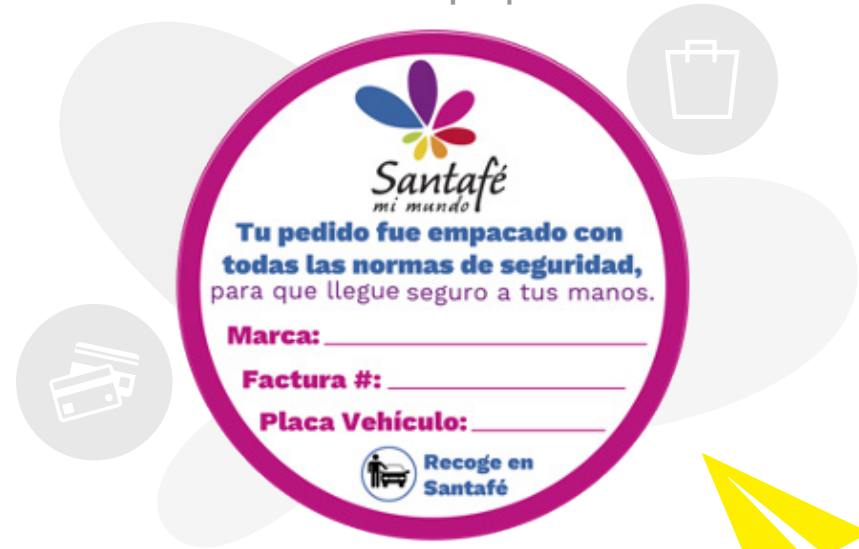 Santafé
mi mundo
Tu pedido fue empacado con
todas las normas de seguridad,
para que llegue seguro a tus manos.
Marca:
Factura #:
Placa Vehículo:
Recoge en
Santafé